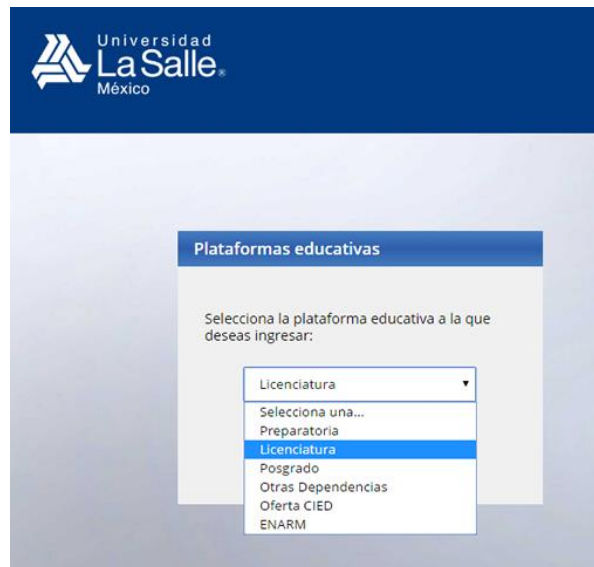 Universidad
La Salle®
México
Plataformas educativas
Selecciona la plataforma educativa a la que
deseas ingresar:
Licenciatura
Selecciona una...
Preparatoria
Licenciatura
Posgrado
Otras Dependencias
Oferta CIED
ENARM